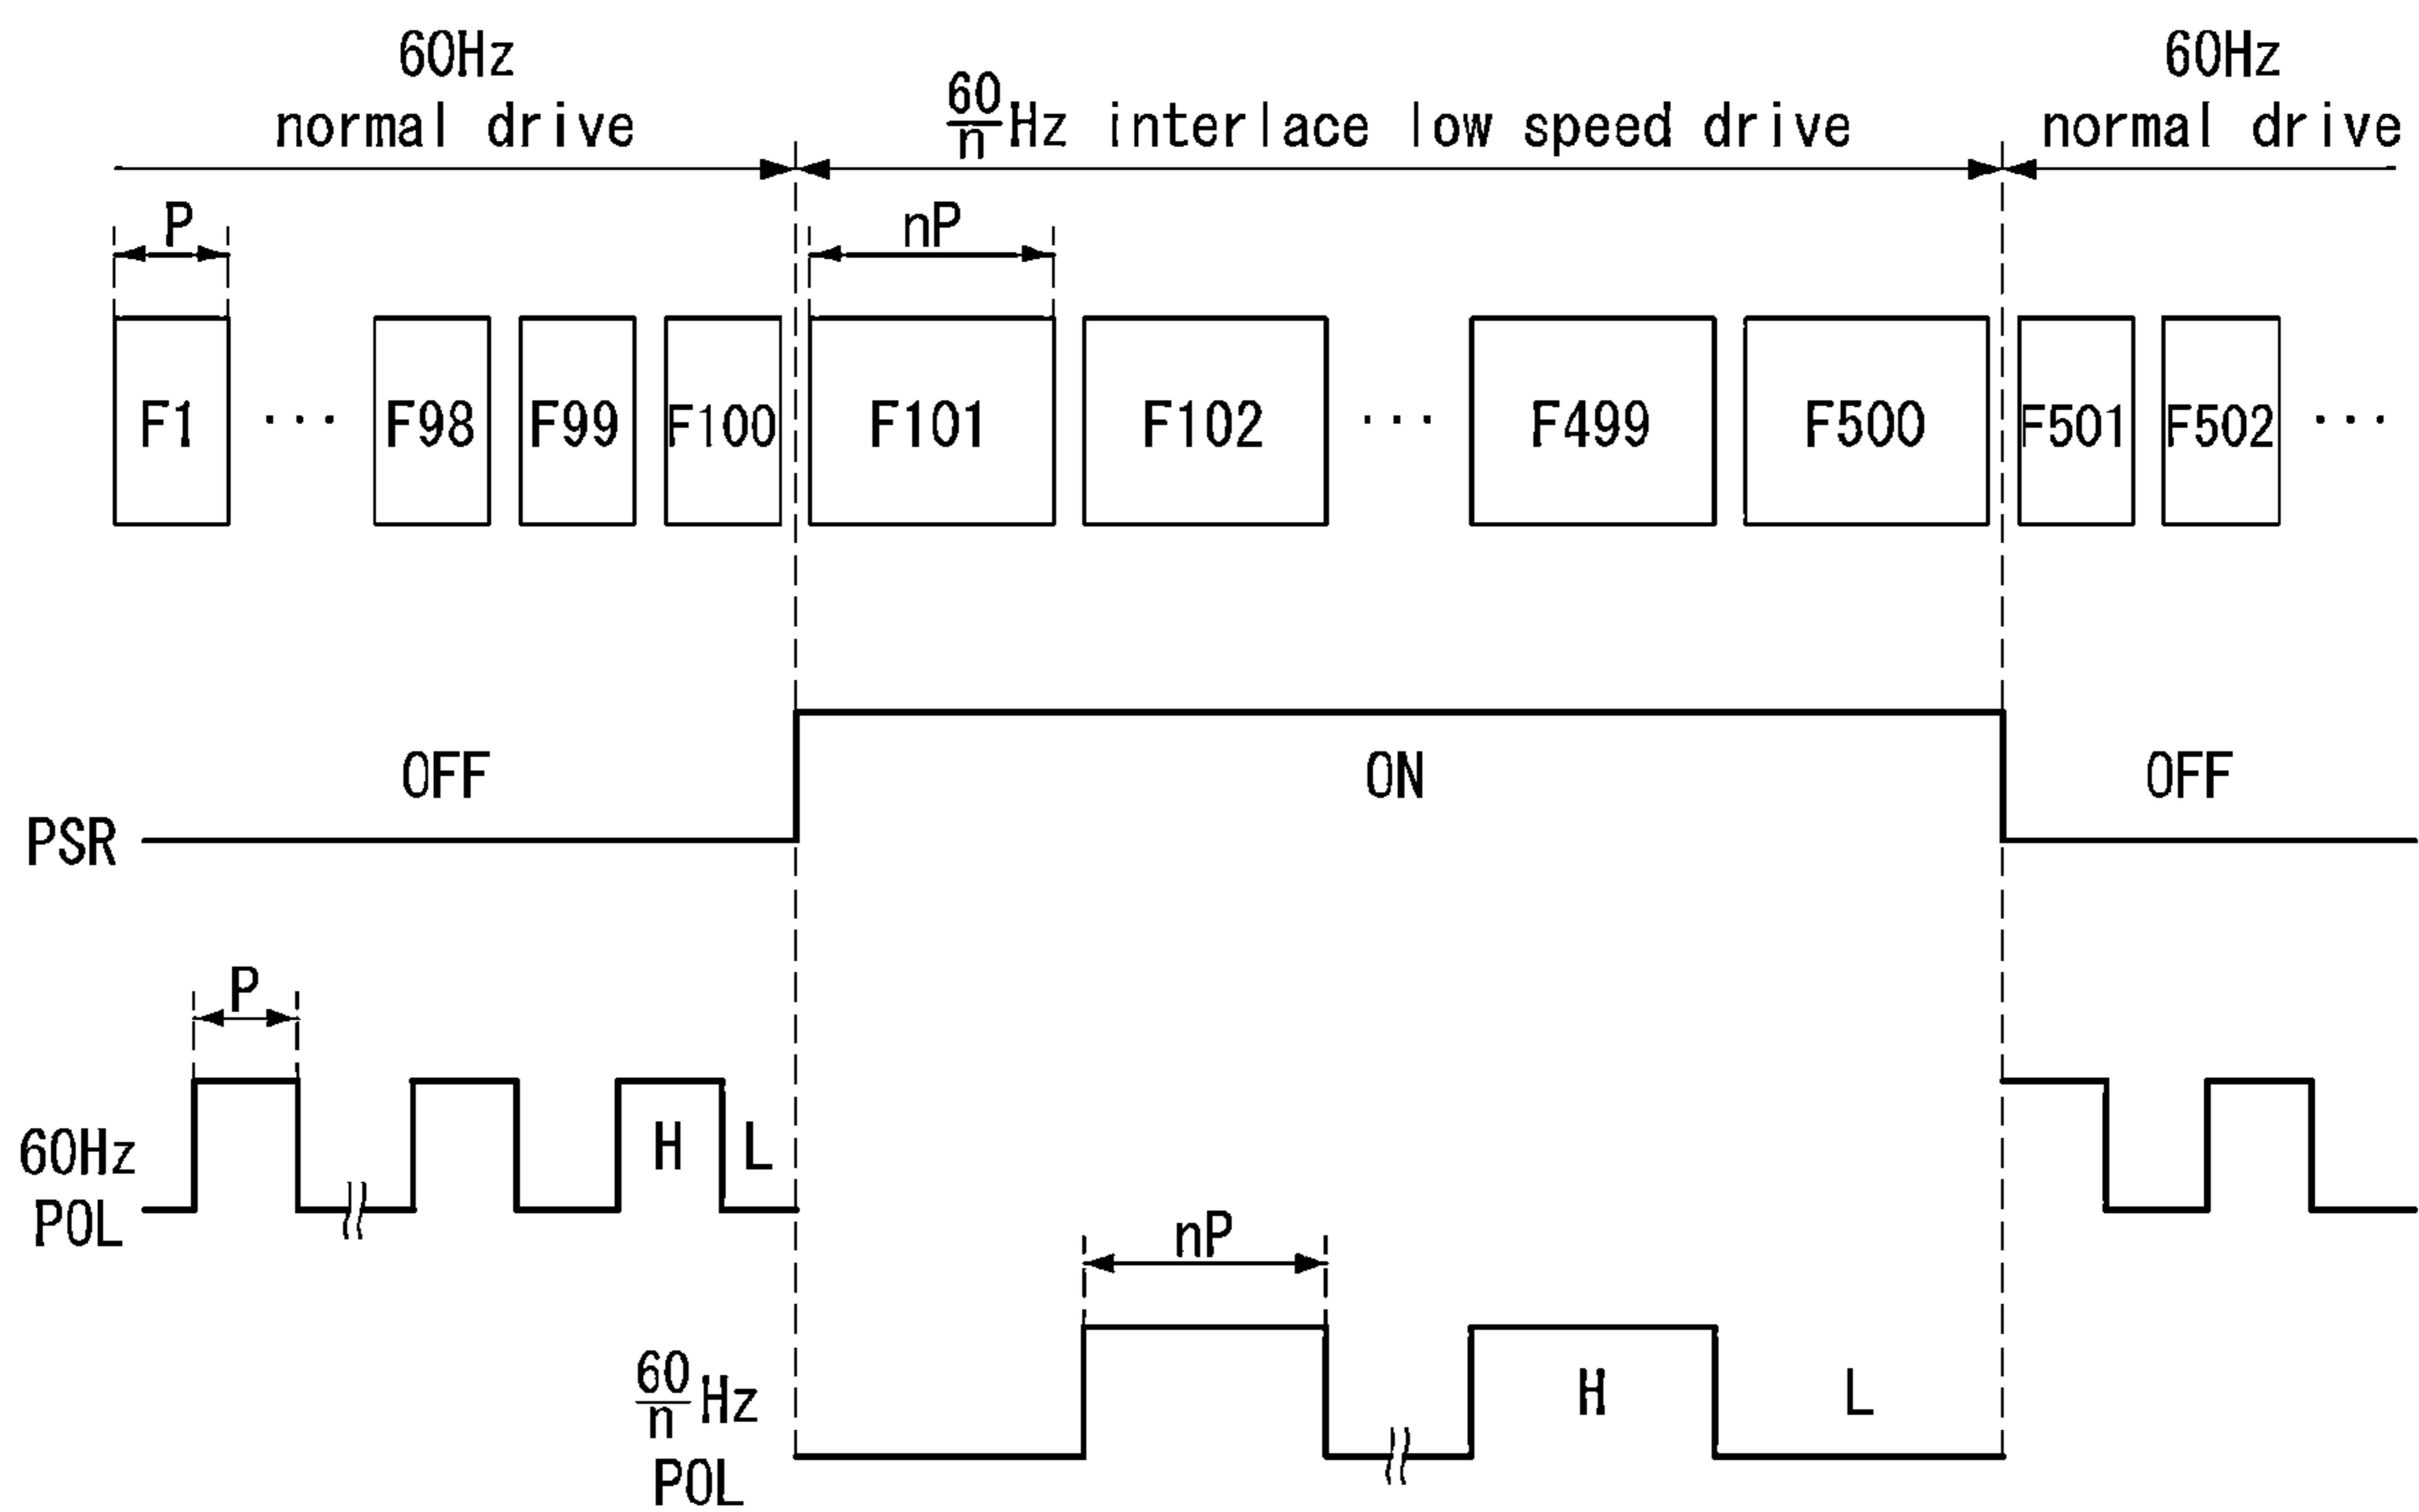 60Hz
normal drive
60/n Hz interlace low speed drive
60Hz
normal drive
P
nP
F1 ... F98 F99 F100 F101 F102 ... F499 F500 F501 F502 ...
OFF
ON
OFF
PSR
P
60Hz
POL
H
L
nP
60/n Hz
POL
H
L